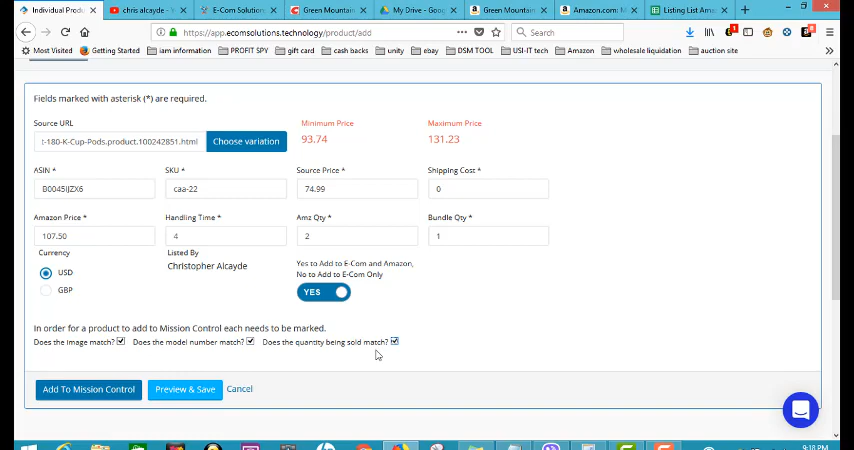 Individual Produ
chris alcayde - Y
E-Com Solution
Green Mountain
My Drive - Goog
Green Mountain
Amazon.com: M
Listing List Ama
https://app.ecomsolutions.technology/product/add
Search
Most Visited
Getting Started
iam information
PROFIT SPY
gift card
cash backs
unity
ebay
DSM TOOL
USI-IT tech
Amazon
wholesale liquidation
auction site
Fields marked with asterisk (*) are required.
Source URL
Minimum Price
Maximum Price
t-180-K-Cup-Pods.product.100242851.html
Choose variation
93.74
131.23
ASIN *
SKU *
Source Price *
Shipping Cost *
B0045IJZX6
caa-22
74.99
0
Amazon Price *
Handling Time *
Amz Qty *
Bundle Qty *
107.50
4
2
1
Currency
Listed By
USD
Christopher Alcayde
GBP
Yes to Add to E-Com and Amazon,
No to Add to E-Com Only
YES
In order for a product to add to Mission Control each needs to be marked.
Does the image match?
Does the model number match?
Does the quantity being sold match?
Add To Mission Control
Preview & Save
Cancel
9:18 PM